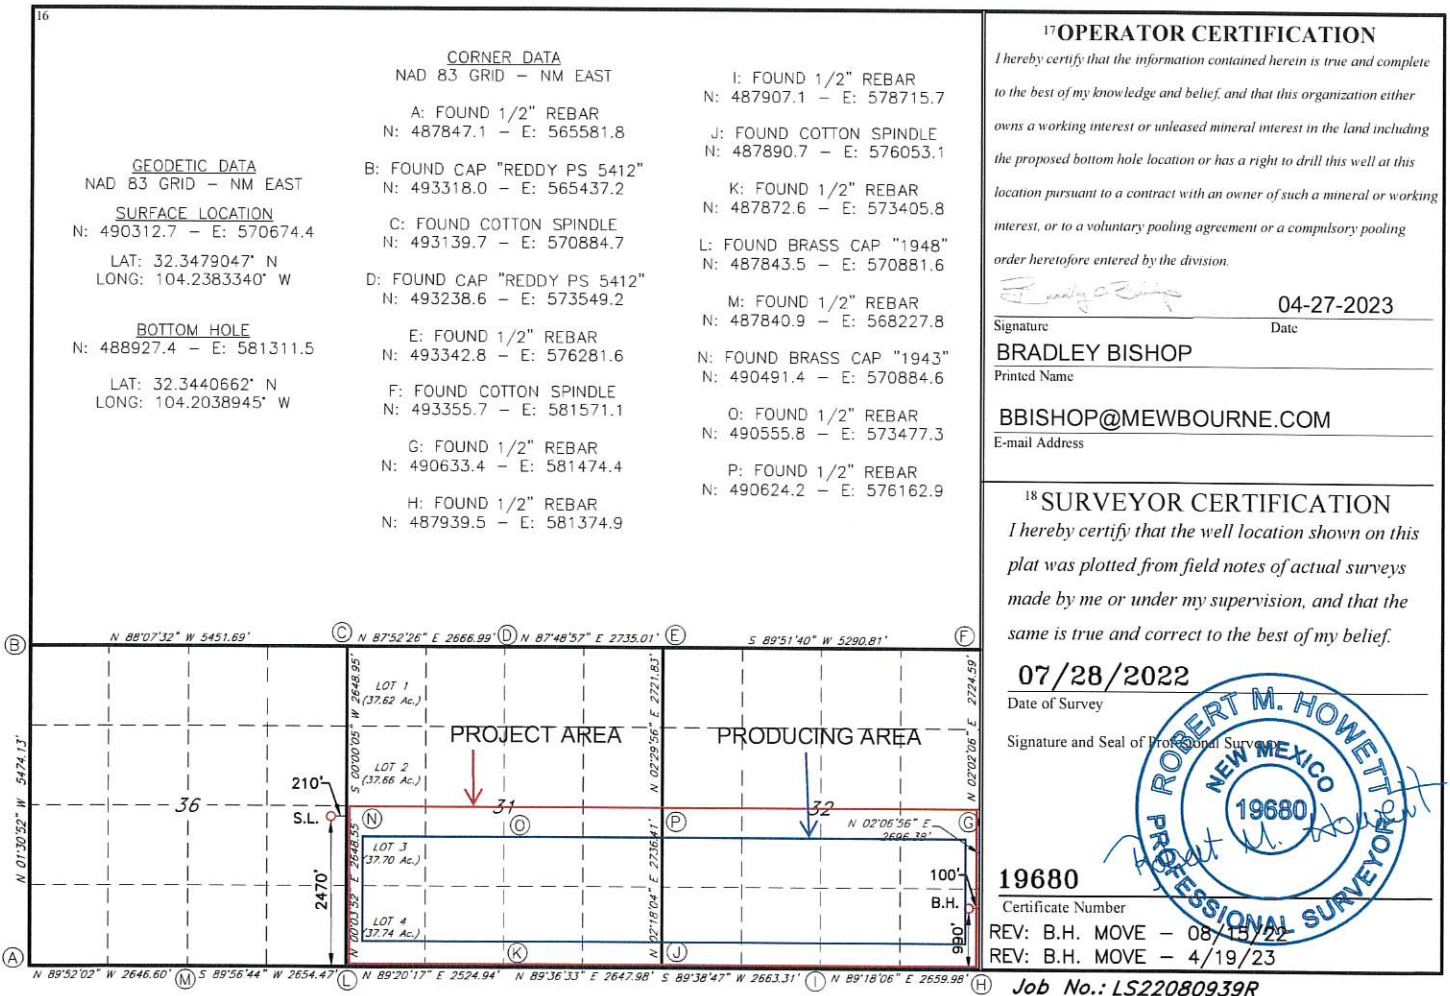 16
GEODETIC DATA
NAD 83 GRID – NM EAST
SURFACE LOCATION
N: 490312.7 – E: 570674.4
LAT: 32.3479047° N
LONG: 104.2383340° W
BOTTOM HOLE
N: 488927.4 – E: 581311.5
LAT: 32.3440662° N
LONG: 104.2038945° W
CORNER DATA
NAD 83 GRID – NM EAST
A: FOUND 1/2" REBAR
N: 487847.1 – E: 565581.8
B: FOUND CAP "REDDY PS 5412"
N: 493318.0 – E: 565437.2
C: FOUND COTTON SPINDLE
N: 493139.7 – E: 570884.7
D: FOUND CAP "REDDY PS 5412"
N: 493238.6 – E: 573549.2
E: FOUND 1/2" REBAR
N: 493342.8 – E: 576281.6
F: FOUND COTTON SPINDLE
N: 493355.7 – E: 581571.1
G: FOUND 1/2" REBAR
N: 490633.4 – E: 581474.4
H: FOUND 1/2" REBAR
N: 487939.5 – E: 581374.9
I: FOUND 1/2" REBAR
N: 487907.1 – E: 578715.7
J: FOUND COTTON SPINDLE
N: 487890.7 – E: 576053.1
K: FOUND 1/2" REBAR
N: 487872.6 – E: 573405.8
L: FOUND BRASS CAP "1948"
N: 487843.5 – E: 570881.6
M: FOUND 1/2" REBAR
N: 487840.9 – E: 568227.8
N: FOUND BRASS CAP "1943"
N: 490491.4 – E: 570884.6
O: FOUND 1/2" REBAR
N: 490555.8 – E: 573477.3
P: FOUND 1/2" REBAR
N: 490624.2 – E: 576162.9
17 OPERATOR CERTIFICATION
I hereby certify that the information contained herein is true and complete
to the best of my knowledge and belief, and that this organization either
owns a working interest or unleased mineral interest in the land including
the proposed bottom hole location or has a right to drill this well at this
location pursuant to a contract with an owner of such a mineral or working
interest, or to a voluntary pooling agreement or a compulsory pooling
order heretofore entered by the division.
04-27-2023
Signature Date
BRADLEY BISHOP
Printed Name
BBISHOP@MEWBOURNE.COM
E-mail Address
18 SURVEYOR CERTIFICATION
I hereby certify that the well location shown on this
plat was plotted from field notes of actual surveys
made by me or under my supervision, and that the
same is true and correct to the best of my belief.
07/28/2022
Date of Survey
Signature and Seal of Professional Surveyor
ROBERT M. HOWETT
NEW MEXICO
19680
PROFESSIONAL SURVEYOR
Robert M. Howett
19680
Certificate Number
REV: B.H. MOVE – 08/15/22
REV: B.H. MOVE – 4/19/23
Job No.: LS22080939R
B N 88°07'32" W 5451.69' C N 87°52'26" E 2666.99' D N 87°48'57" E 2735.01' E S 89°51'40" W 5290.81' F
N 01°30'52" W 5474.13'
S 00°00'05" W 2648.95'
N 02°29'56" E 2721.83'
N 02°02'06" E 2724.59'
LOT 1
(37.62 Ac.)
PROJECT AREA
PRODUCING AREA
LOT 2
(37.66 Ac.)
210'
36
31
32
S.L.
N
O
P
G
N 02°06'56" E
2696.38'
LOT 3
(37.70 Ac.)
N 00°03'52" E 2648.55'
N 02°18'04" E 2736.41'
2470'
100'
B.H.
LOT 4
(37.74 Ac.)
990'
K
J
A N 89°52'02" W 2646.60' M S 89°56'44" W 2654.47' L N 89°20'17" E 2524.94' N 89°36'33" E 2647.98' S 89°38'47" W 2663.31' I N 89°18'06" E 2659.98' H